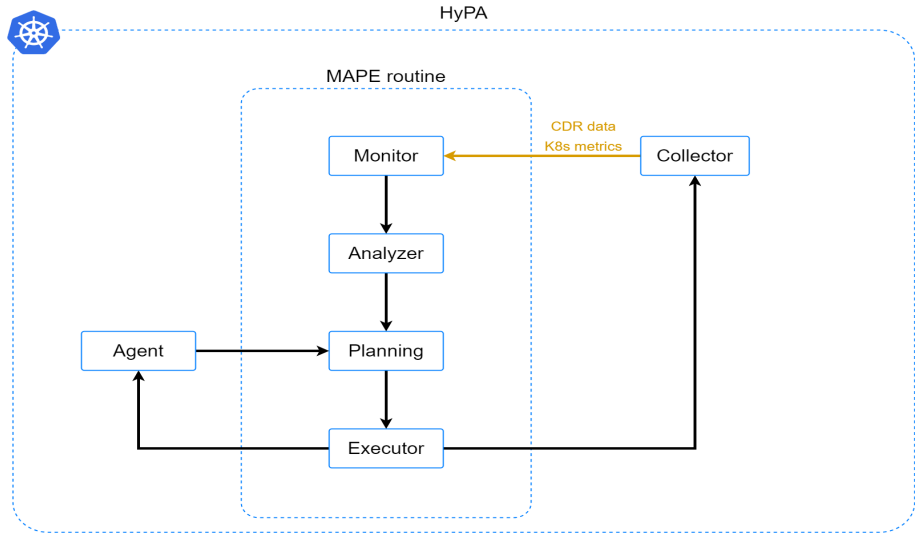 HyPA
MAPE routine
CDR data
K8s metrics
Monitor
Collector
Analyzer
Agent
Planning
Executor